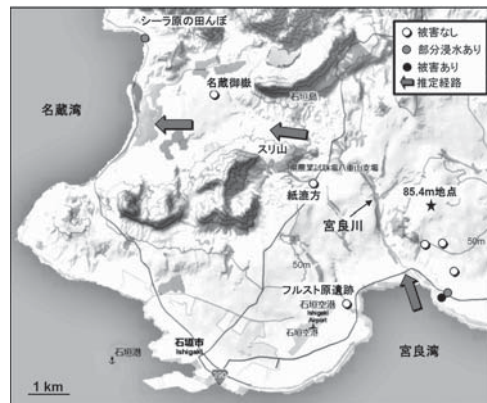 シーラ原の田んぼ
被害なし
部分浸水あり
被害あり
推定経路
名蔵湾
名蔵御嶽
石垣島
スリ山
紙漉方
85.4m地点
宮良川
50m
50m
フルスト原遺跡
石垣空港
Ishigaki
Airport
石垣空港
石垣市
Ishigaki
石垣港
宮良湾
1 km